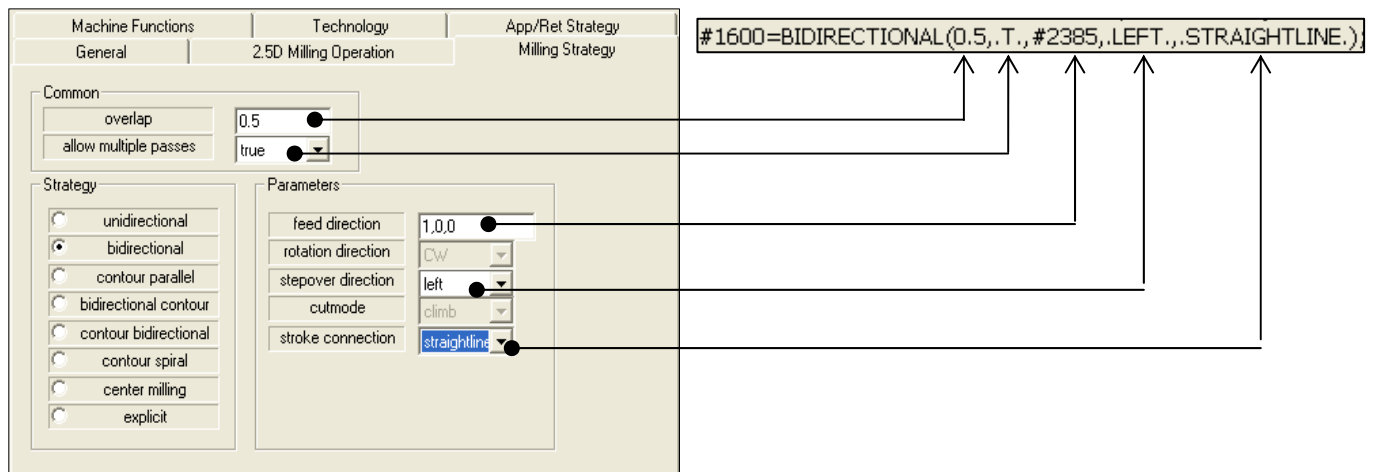 Machine Functions Technology App/Ret Strategy
General 2.5D Milling Operation Milling Strategy
#1600=BIDIRECTIONAL(0.5,.T.,#2385,.LEFT.,.STRAIGHTLINE.);
Common
overlap 0.5
allow multiple passes true
Strategy
unidirectional
bidirectional
contour parallel
bidirectional contour
contour bidirectional
contour spiral
center milling
explicit
Parameters
feed direction 1,0,0
rotation direction CW
stepover direction left
cutmode climb
stroke connection straightline